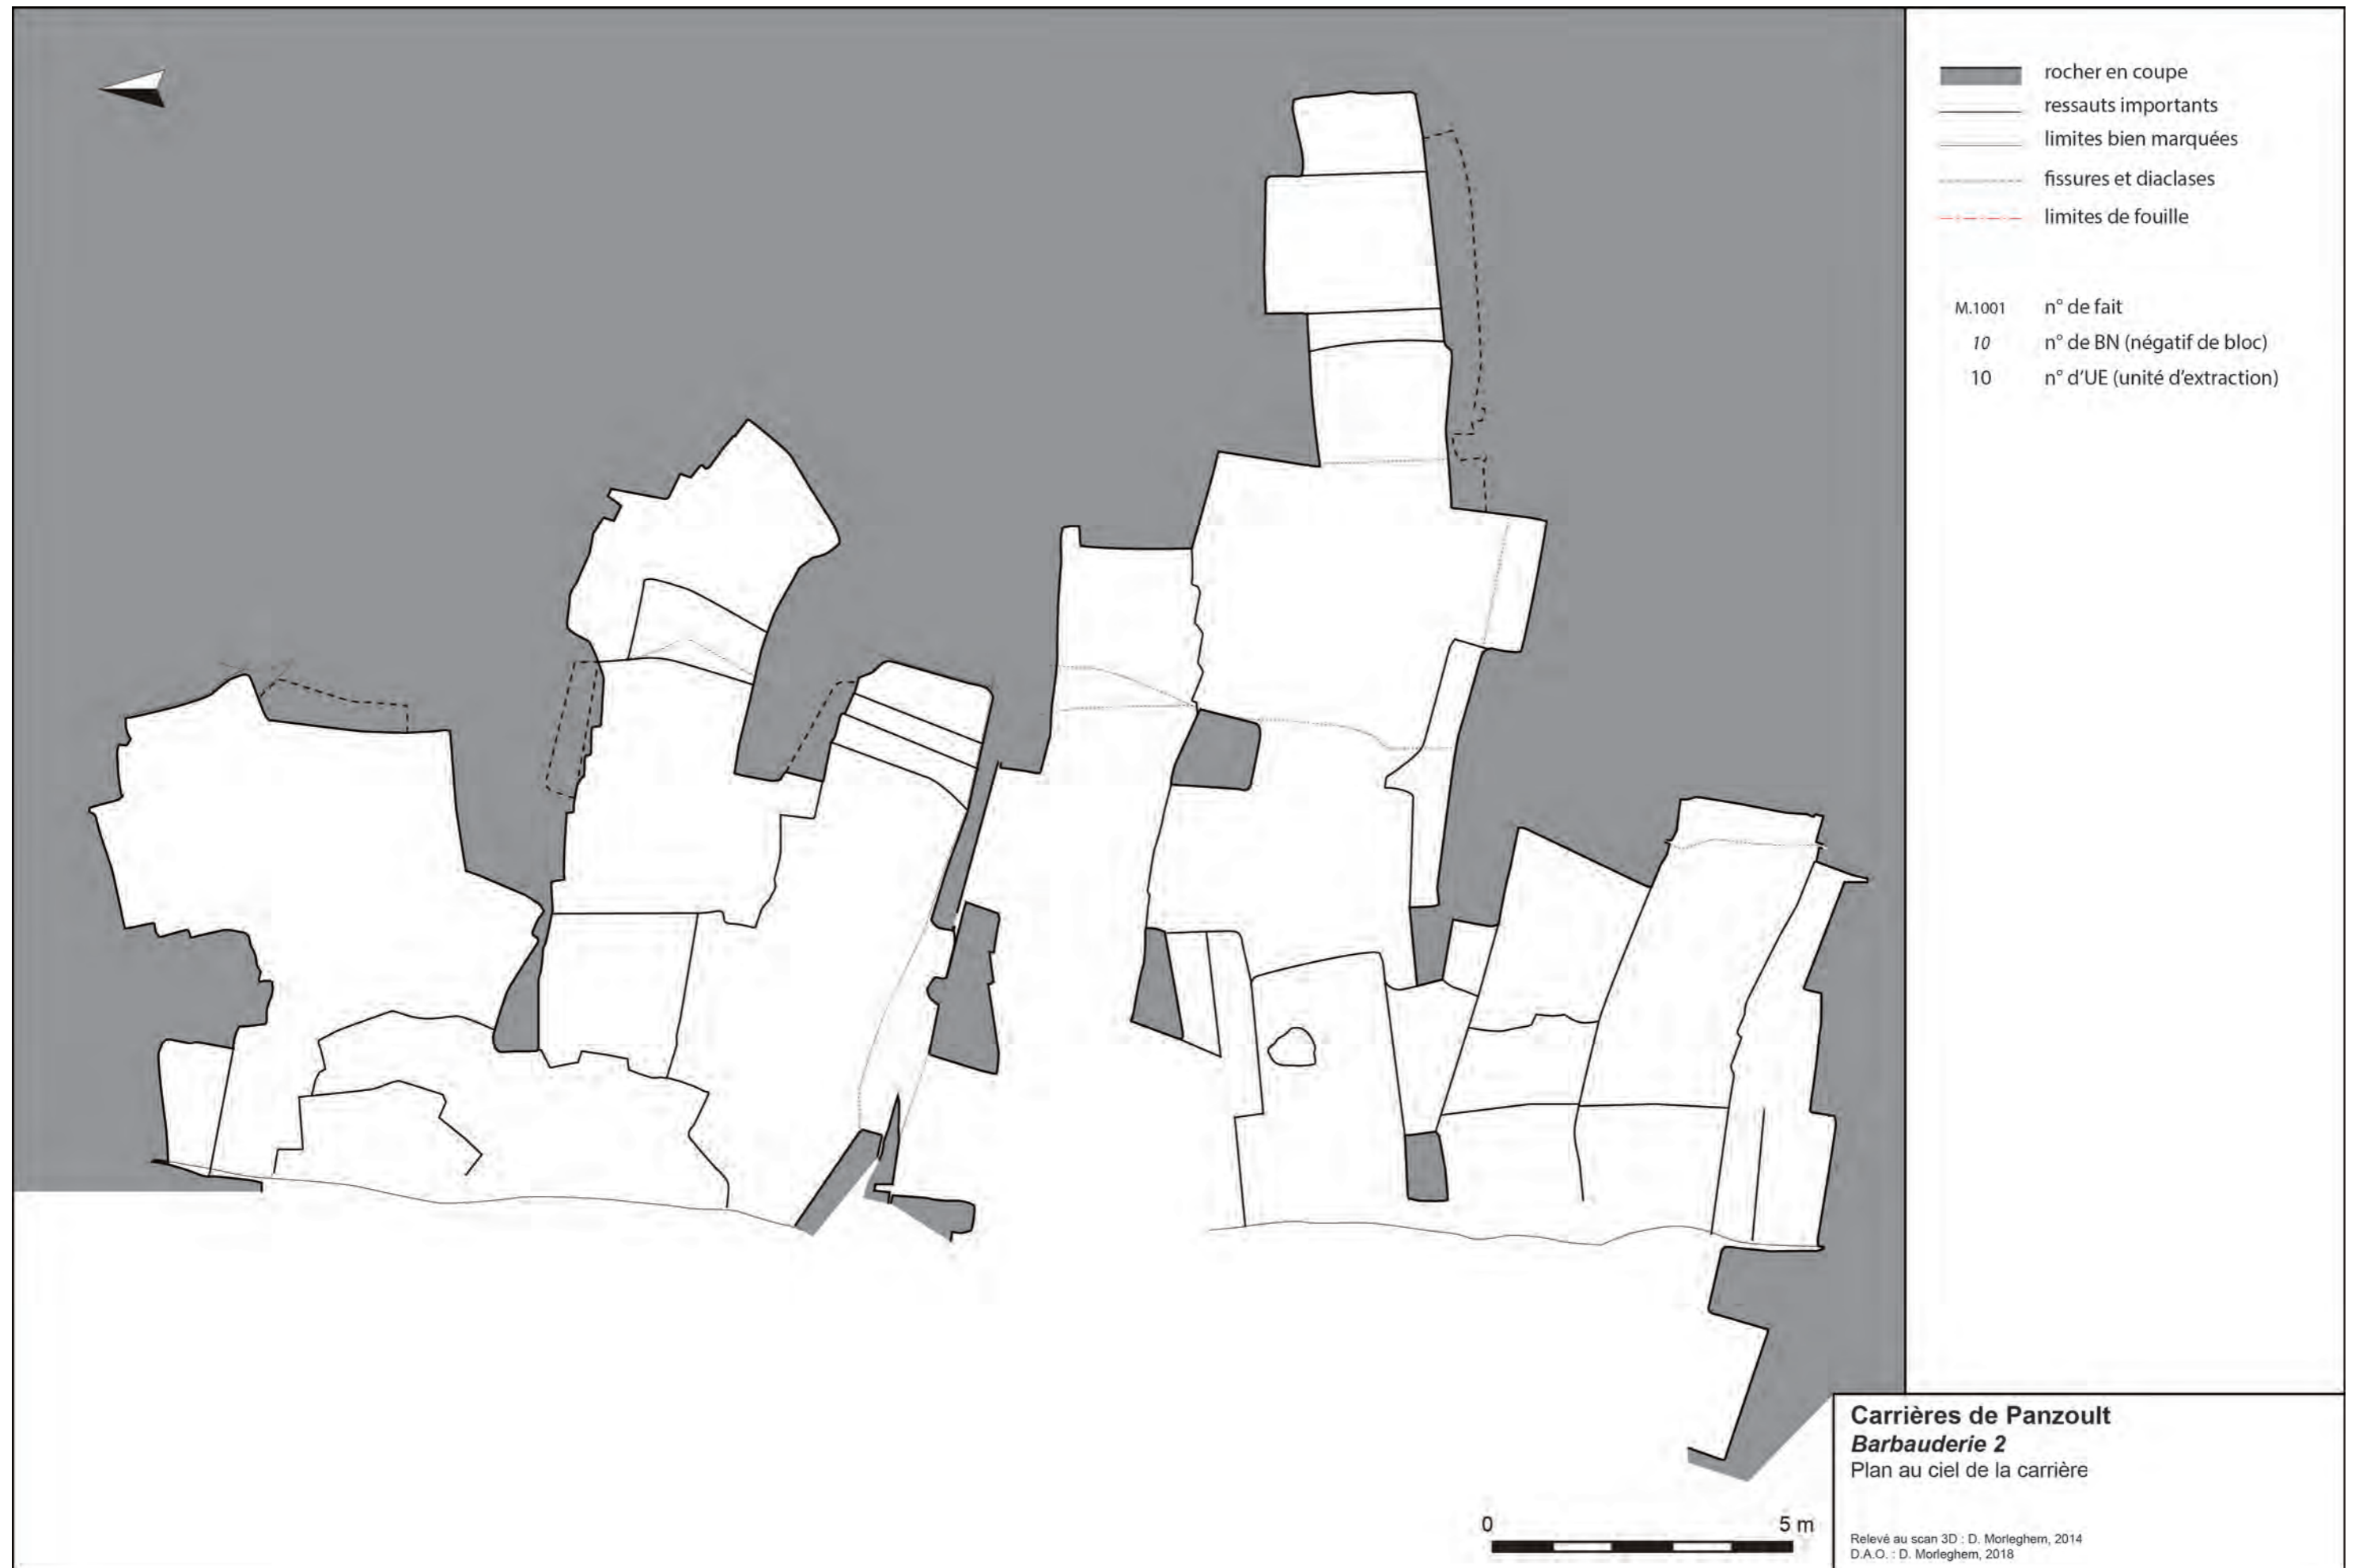 rocher en coupe
ressauts importants
limites bien marquées
fissures et diaclases
limites de fouille
M.1001 n° de fait
10 n° de BN (négatif de bloc)
10 n° d'UE (unité d'extraction)
Carrières de Panzoult
Barbauderie 2
Plan au ciel de la carrière
0 5 m
Relevé au scan 3D : D. Morleghem, 2014
D.A.O. : D. Morleghem, 2018